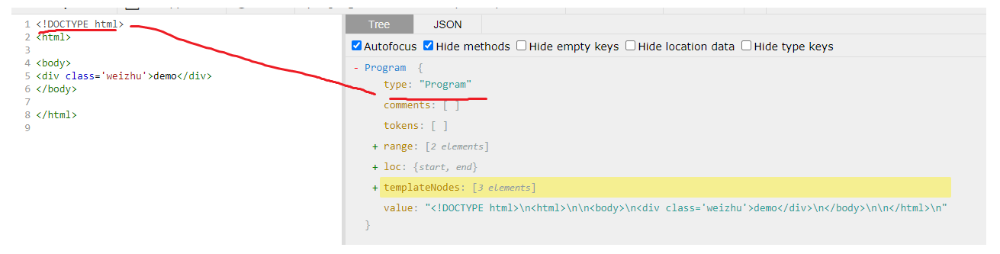 Tree
JSON
Autofocus Hide methods Hide empty keys Hide location data Hide type keys
1 <!DOCTYPE html>
2 <html>
3
4 <body>
5 <div class='weizhu'>demo</div>
6 </body>
7
8 </html>
9
- Program {
type: "Program"
comments: [ ]
tokens: [ ]
+ range: [2 elements]
+ loc: {start, end}
+ templateNodes: [3 elements]
value: "<!DOCTYPE html>\n<html>\n\n<body>\n<div class='weizhu'>demo</div>\n</body>\n\n</html>\n"
}